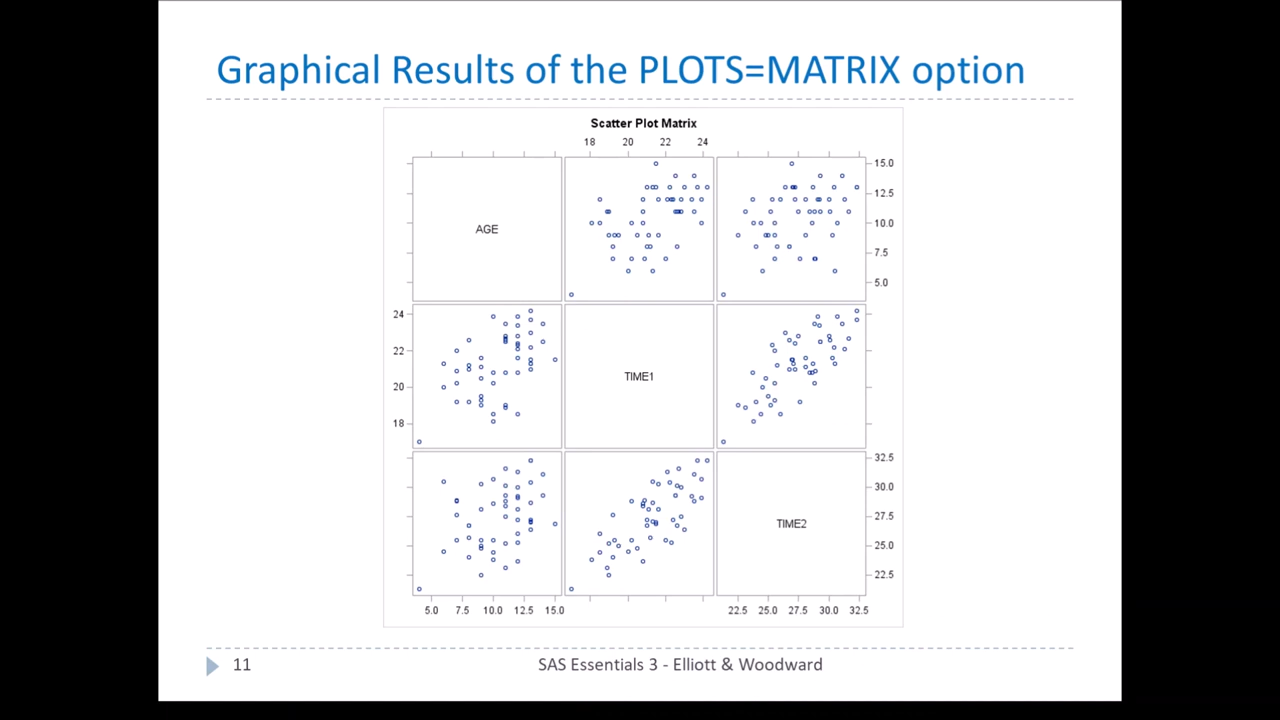 Graphical Results of the PLOTS=MATRIX option
Scatter Plot Matrix
18 20 22 24
AGE
15.0
12.5
10.0
7.5
5.0
24
22
20
18
TIME1
TIME2
32.5
30.0
27.5
25.0
22.5
5.0 7.5 10.0 12.5 15.0 22.5 25.0 27.5 30.0 32.5
11 SAS Essentials 3 - Elliott & Woodward